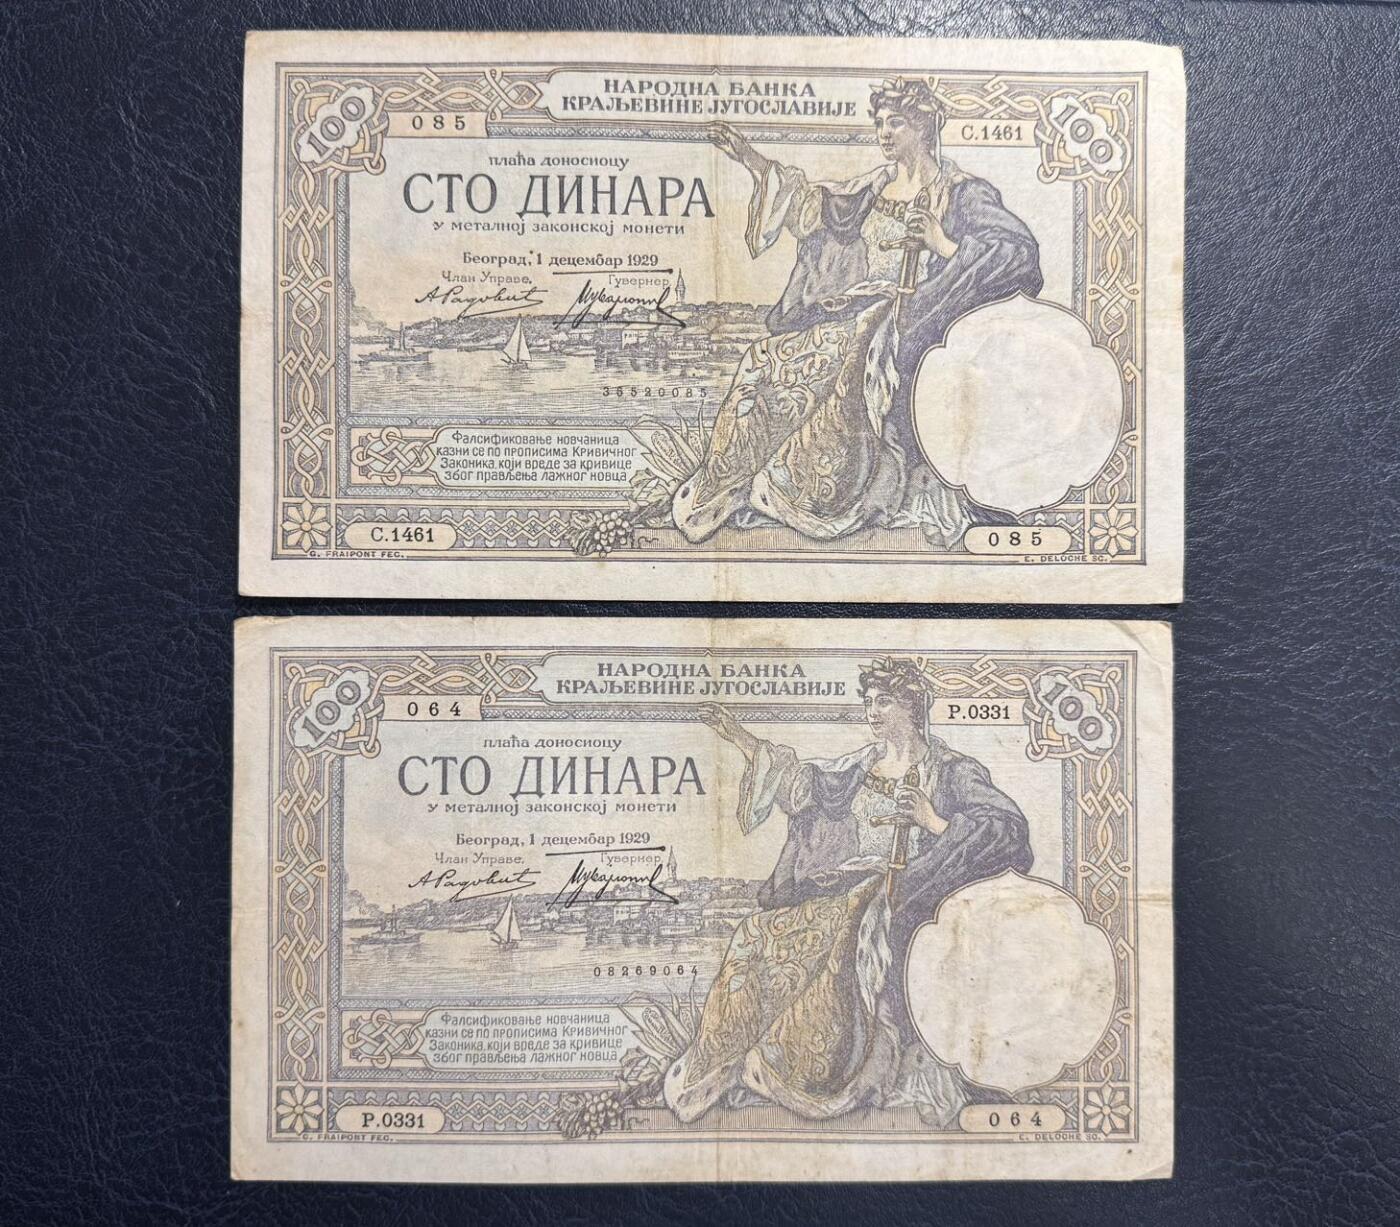 НАРОДНА БАНКА
КРАЉЕВИНЕ ЈУГОСЛАВИЈЕ
100
085
С.1461
100
плаћа доносиоцу
СТО ДИНАРА
у металној законској монети
Београд, 1 децембар 1929
Члан Управе, Гувернер,
36520085
Фалсификовање новчаница
казни се по прописима Кривичног
Законика, који вреде за кривице
због прављења лажног новца
С.1461
085
G. FRAIPONT FEC.
E. DELOCHE SC.
НАРОДНА БАНКА
КРАЉЕВИНЕ ЈУГОСЛАВИЈЕ
100
064
Р.0331
100
плаћа доносиоцу
СТО ДИНАРА
у металној законској монети
Београд, 1 децембар 1929
Члан Управе, Гувернер,
08269064
Фалсификовање новчаница
казни се по прописима Кривичног
Законика, који вреде за кривице
због прављења лажног новца
Р.0331
064
G. FRAIPONT FEC.
E. DELOCHE SC.